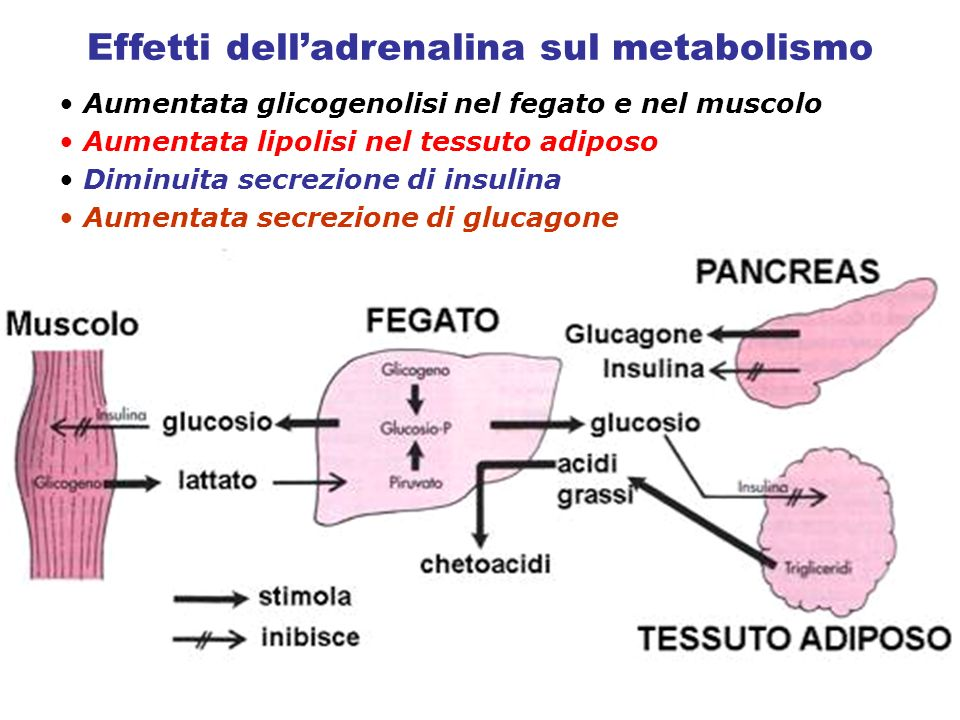 Effetti dell’adrenalina sul metabolismo
• Aumentata glicogenolisi nel fegato e nel muscolo
• Aumentata lipolisi nel tessuto adiposo
• Diminuita secrezione di insulina
• Aumentata secrezione di glucagone
PANCREAS
Muscolo
FEGATO
Glucagone
Insulina
Glicogeno
Insulina
glucosio
Glucosio-P
glucosio
Glicogeno
lattato
Piruvato
acidi
grassi
Insulina
chetoacidi
Trigliceridi
stimola
inibisce
TESSUTO ADIPOSO